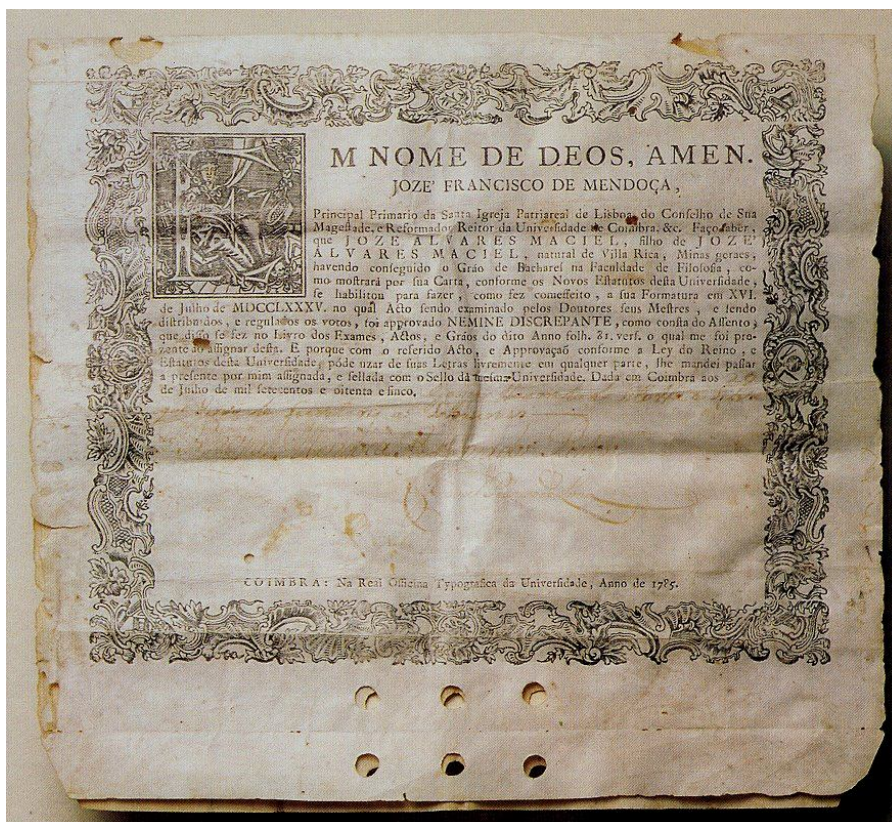 EM NOME DE DEOS, AMEN.
JOZE' FRANCISCO DE MENDOÇA,
Principal Primario da Santa Igreja Patriarcal de Lisboa, do Conselho de Sua
Magestade, e Reformador Reitor da Universidade de Coimbra, &c. Faço saber,
que JOZE ALVARES MACIEL, filho de JOZE'
ALVARES MACIEL, natural de Villa Rica, Minas geraes,
havendo conseguido o Gráo de Bacharel na Faculdade de Filosofia, co-
mo mostrará por sua Carta, conforme os Novos Estatutos desta Universidade,
se habilitou para fazer, como fez comeffeito, a sua Formatura em XVI.
de Julho de MDCCLXXXV. no qual Acto sendo examinado pelos Doutores seus Mestres, e sendo
distribuidos, e regulados os votos, foi approvado NEMINE DISCREPANTE, como consta do Assento,
que disso se fez no Livro dos Exames, Actos, e Gráos do dito Anno folh. 81. vers. o qual me foi pre-
zente ao assignar desta. E porque com o referido Acto, e Approvaçaõ conforme a Ley do Reino, e
Estatutos desta Universidade, póde uzar de suas Letras livremente em qualquer parte, lhe mandei passar
a presente por mim assignada, e sellada com o Sello da mesma Universidade. Dada em Coimbra aos 20
de Julho de mil setecentos e oitenta e sinco.
COIMBRA: Na Real Officina Typografica da Universidade, Anno de 1785.